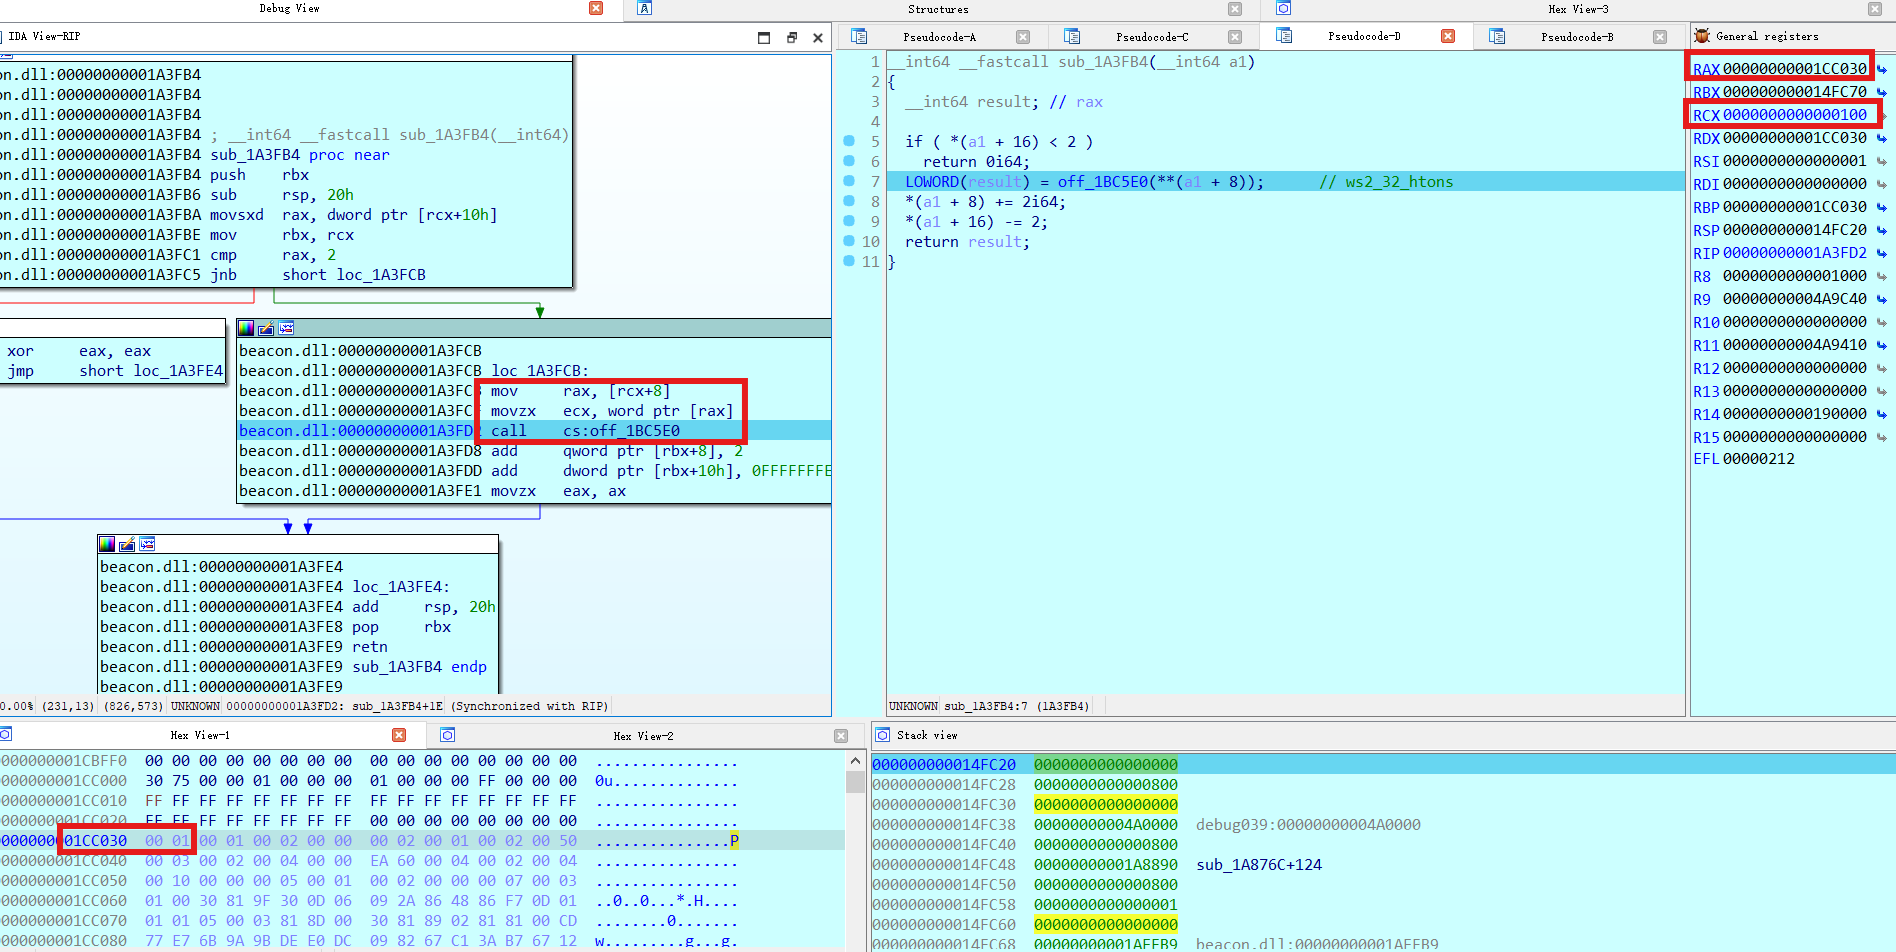 Debug View
Structures
Hex View-3
IDA View-RIP
Pseudocode-A
Pseudocode-C
Pseudocode-D
Pseudocode-B
General registers
con.dll:00000000001A3FB4
on.dll:00000000001A3FB4
on.dll:00000000001A3FB4
on.dll:00000000001A3FB4 ; __int64 __fastcall sub_1A3FB4(__int64)
on.dll:00000000001A3FB4 sub_1A3FB4 proc near
on.dll:00000000001A3FB4 push rbx
on.dll:00000000001A3FB6 sub rsp, 20h
on.dll:00000000001A3FBA movsxd rax, dword ptr [rcx+10h]
on.dll:00000000001A3FBE mov rbx, rcx
on.dll:00000000001A3FC1 cmp rax, 2
on.dll:00000000001A3FC5 jnb short loc_1A3FCB
xor eax, eax
jmp short loc_1A3FE4
beacon.dll:00000000001A3FCB
beacon.dll:00000000001A3FCB loc_1A3FCB:
beacon.dll:00000000001A3FCB mov rax, [rcx+8]
beacon.dll:00000000001A3FCF movzx ecx, word ptr [rax]
beacon.dll:00000000001A3FD2 call cs:off_1BC5E0
beacon.dll:00000000001A3FD8 add qword ptr [rbx+8], 2
beacon.dll:00000000001A3FDD add dword ptr [rbx+10h], 0FFFFFFFE
beacon.dll:00000000001A3FE1 movzx eax, ax
beacon.dll:00000000001A3FE4
beacon.dll:00000000001A3FE4 loc_1A3FE4:
beacon.dll:00000000001A3FE4 add rsp, 20h
beacon.dll:00000000001A3FE8 pop rbx
beacon.dll:00000000001A3FE9 retn
beacon.dll:00000000001A3FE9 sub_1A3FB4 endp
beacon.dll:00000000001A3FE9
0.00% (231,13) (826,573) UNKNOWN 00000000001A3FD2: sub_1A3FB4+1E (Synchronized with RIP)
1 __int64 __fastcall sub_1A3FB4(__int64 a1)
2 {
3 __int64 result; // rax
4
5 if ( *(a1 + 16) < 2 )
6 return 0i64;
7 LOWORD(result) = off_1BC5E0(**(a1 + 8)); // ws2_32_htons
8 *(a1 + 8) += 2i64;
9 *(a1 + 16) -= 2;
10 return result;
11 }
UNKNOWN sub_1A3FB4:7 (1A3FB4)
RAX 00000000001CC030
RBX 000000000014FC70
RCX 0000000000000100
RDX 00000000001CC030
RSI 0000000000000001
RDI 0000000000000000
RBP 00000000001CC030
RSP 000000000014FC20
RIP 00000000001A3FD2
R8 0000000000001000
R9 00000000004A9C40
R10 0000000000000000
R11 00000000004A9410
R12 0000000000000000
R13 0000000000000000
R14 0000000000190000
R15 0000000000000000
EFL 00000212
Hex View-1
Hex View-2
0000000001CBFF0 00 00 00 00 00 00 00 00 00 00 00 00 00 00 00 00 ................
0000000001CC000 30 75 00 00 01 00 00 00 01 00 00 00 FF 00 00 00 0u..............
0000000001CC010 FF FF FF FF FF FF FF FF FF FF FF FF FF FF FF FF ................
0000000001CC020 FF FF FF FF FF FF FF FF 00 00 00 00 00 00 00 00 ................
0000000001CC030 00 01 00 01 00 02 00 00 00 02 00 01 00 02 00 50 ...............P
0000000001CC040 00 03 00 02 00 04 00 00 EA 60 00 04 00 02 00 04 ................
0000000001CC050 00 10 00 00 00 05 00 01 00 02 00 00 00 07 00 03 ................
0000000001CC060 01 00 30 81 9F 30 0D 06 09 2A 86 48 86 F7 0D 01 ..0..0...*.H....
0000000001CC070 01 01 05 00 03 81 8D 00 30 81 89 02 81 81 00 CD ........0.......
0000000001CC080 77 E7 6B 9A 9B DE E0 DC 09 82 67 C1 3A B7 67 12 w.........g...g.
Stack view
000000000014FC20 0000000000000000
000000000014FC28 0000000000000800
000000000014FC30 0000000000000000
000000000014FC38 00000000004A0000 debug039:00000000004A0000
000000000014FC40 0000000000000800
000000000014FC48 00000000001A8890 sub_1A876C+124
000000000014FC50 0000000000000800
000000000014FC58 0000000000000001
000000000014FC60 0000000000000000
000000000014FC68 00000000001AEEB9 beacon.dll:00000000001AEEB9